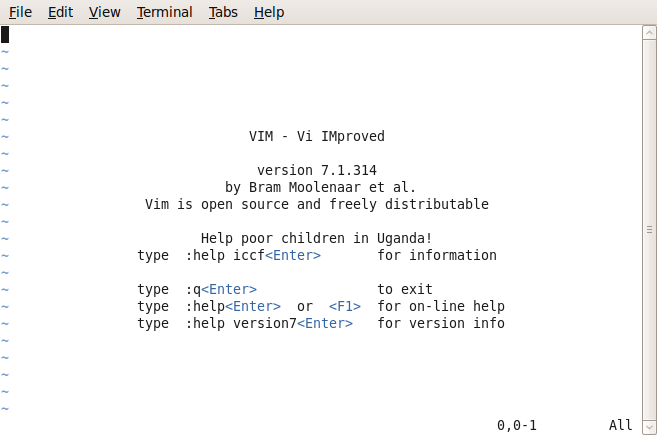 File Edit View Terminal Tabs Help
~
~
~
~
~
VIM - Vi IMproved
~
version 7.1.314
by Bram Moolenaar et al.
Vim is open source and freely distributable
~
Help poor children in Uganda!
type :help iccf<Enter> for information
~
type :q<Enter> to exit
type :help<Enter> or <F1> for on-line help
type :help version7<Enter> for version info
~
~
~
~
~
0,0-1 All